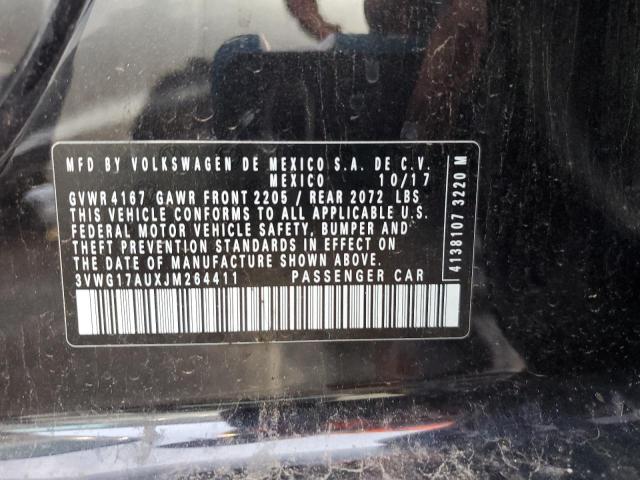 MFD BY VOLKSWAGEN DE MEXICO S.A. DE C.V.
MEXICO 10/17
GVWR4167 GAWR FRONT 2205 / REAR 2072 LBS
THIS VEHICLE CONFORMS TO ALL APPLICABLE U.S.
FEDERAL MOTOR VEHICLE SAFETY, BUMPER AND
THEFT PREVENTION STANDARDS IN EFFECT ON
THE DATE OF MANUFACTURE SHOWN ABOVE.
3VWG17AUXJM264411 PASSENGER CAR
4138107 3220 M